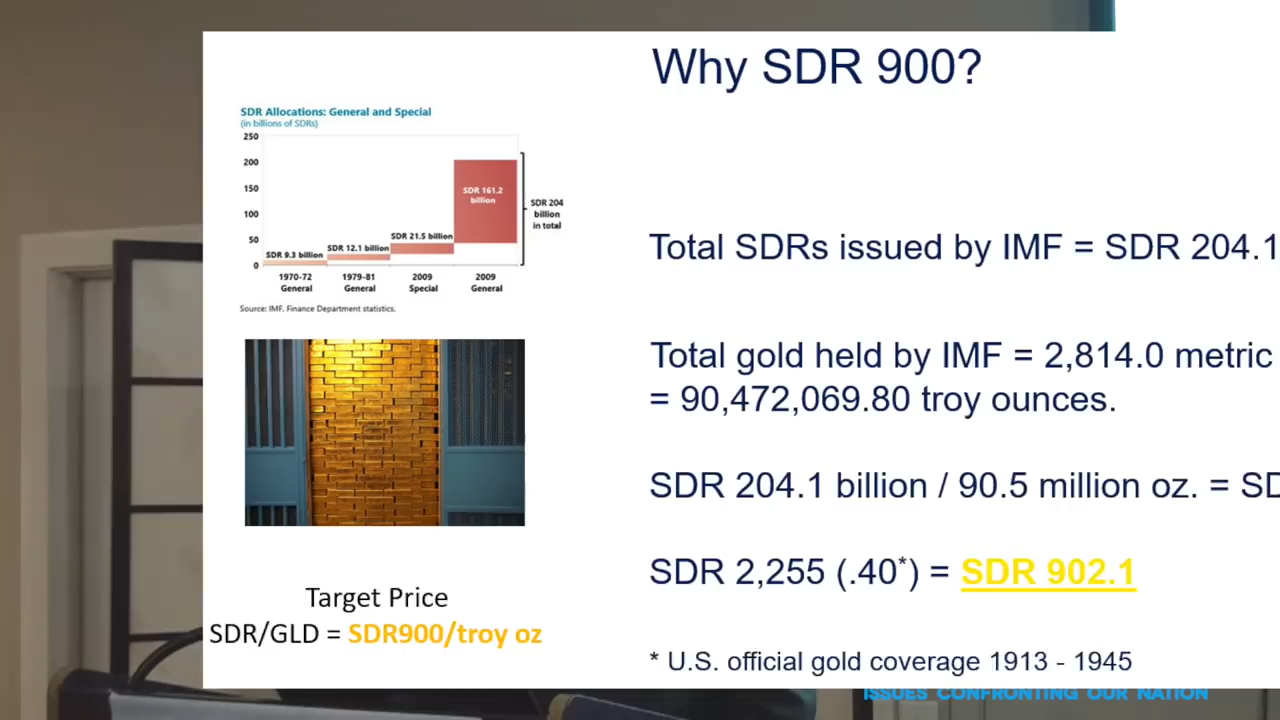 Why SDR 900?
SDR Allocations: General and Special
(in billions of SDRs)
250
200
150
100
50
0
SDR 9.3 billion
SDR 12.1 billion
SDR 21.5 billion
SDR 161.2
billion
SDR 204
billion
in total
1970-72
General
1979-81
General
2009
Special
2009
General
Source: IMF, Finance Department statistics.
Target Price
SDR/GLD = SDR900/troy oz
Total SDRs issued by IMF = SDR 204.1
Total gold held by IMF = 2,814.0 metric
= 90,472,069.80 troy ounces.
SDR 204.1 billion / 90.5 million oz. =
SDR 2,255 (.40*) = SDR 902.1
* U.S. official gold coverage 1913 - 1945
ISSUES CONFRONTING OUR NATION